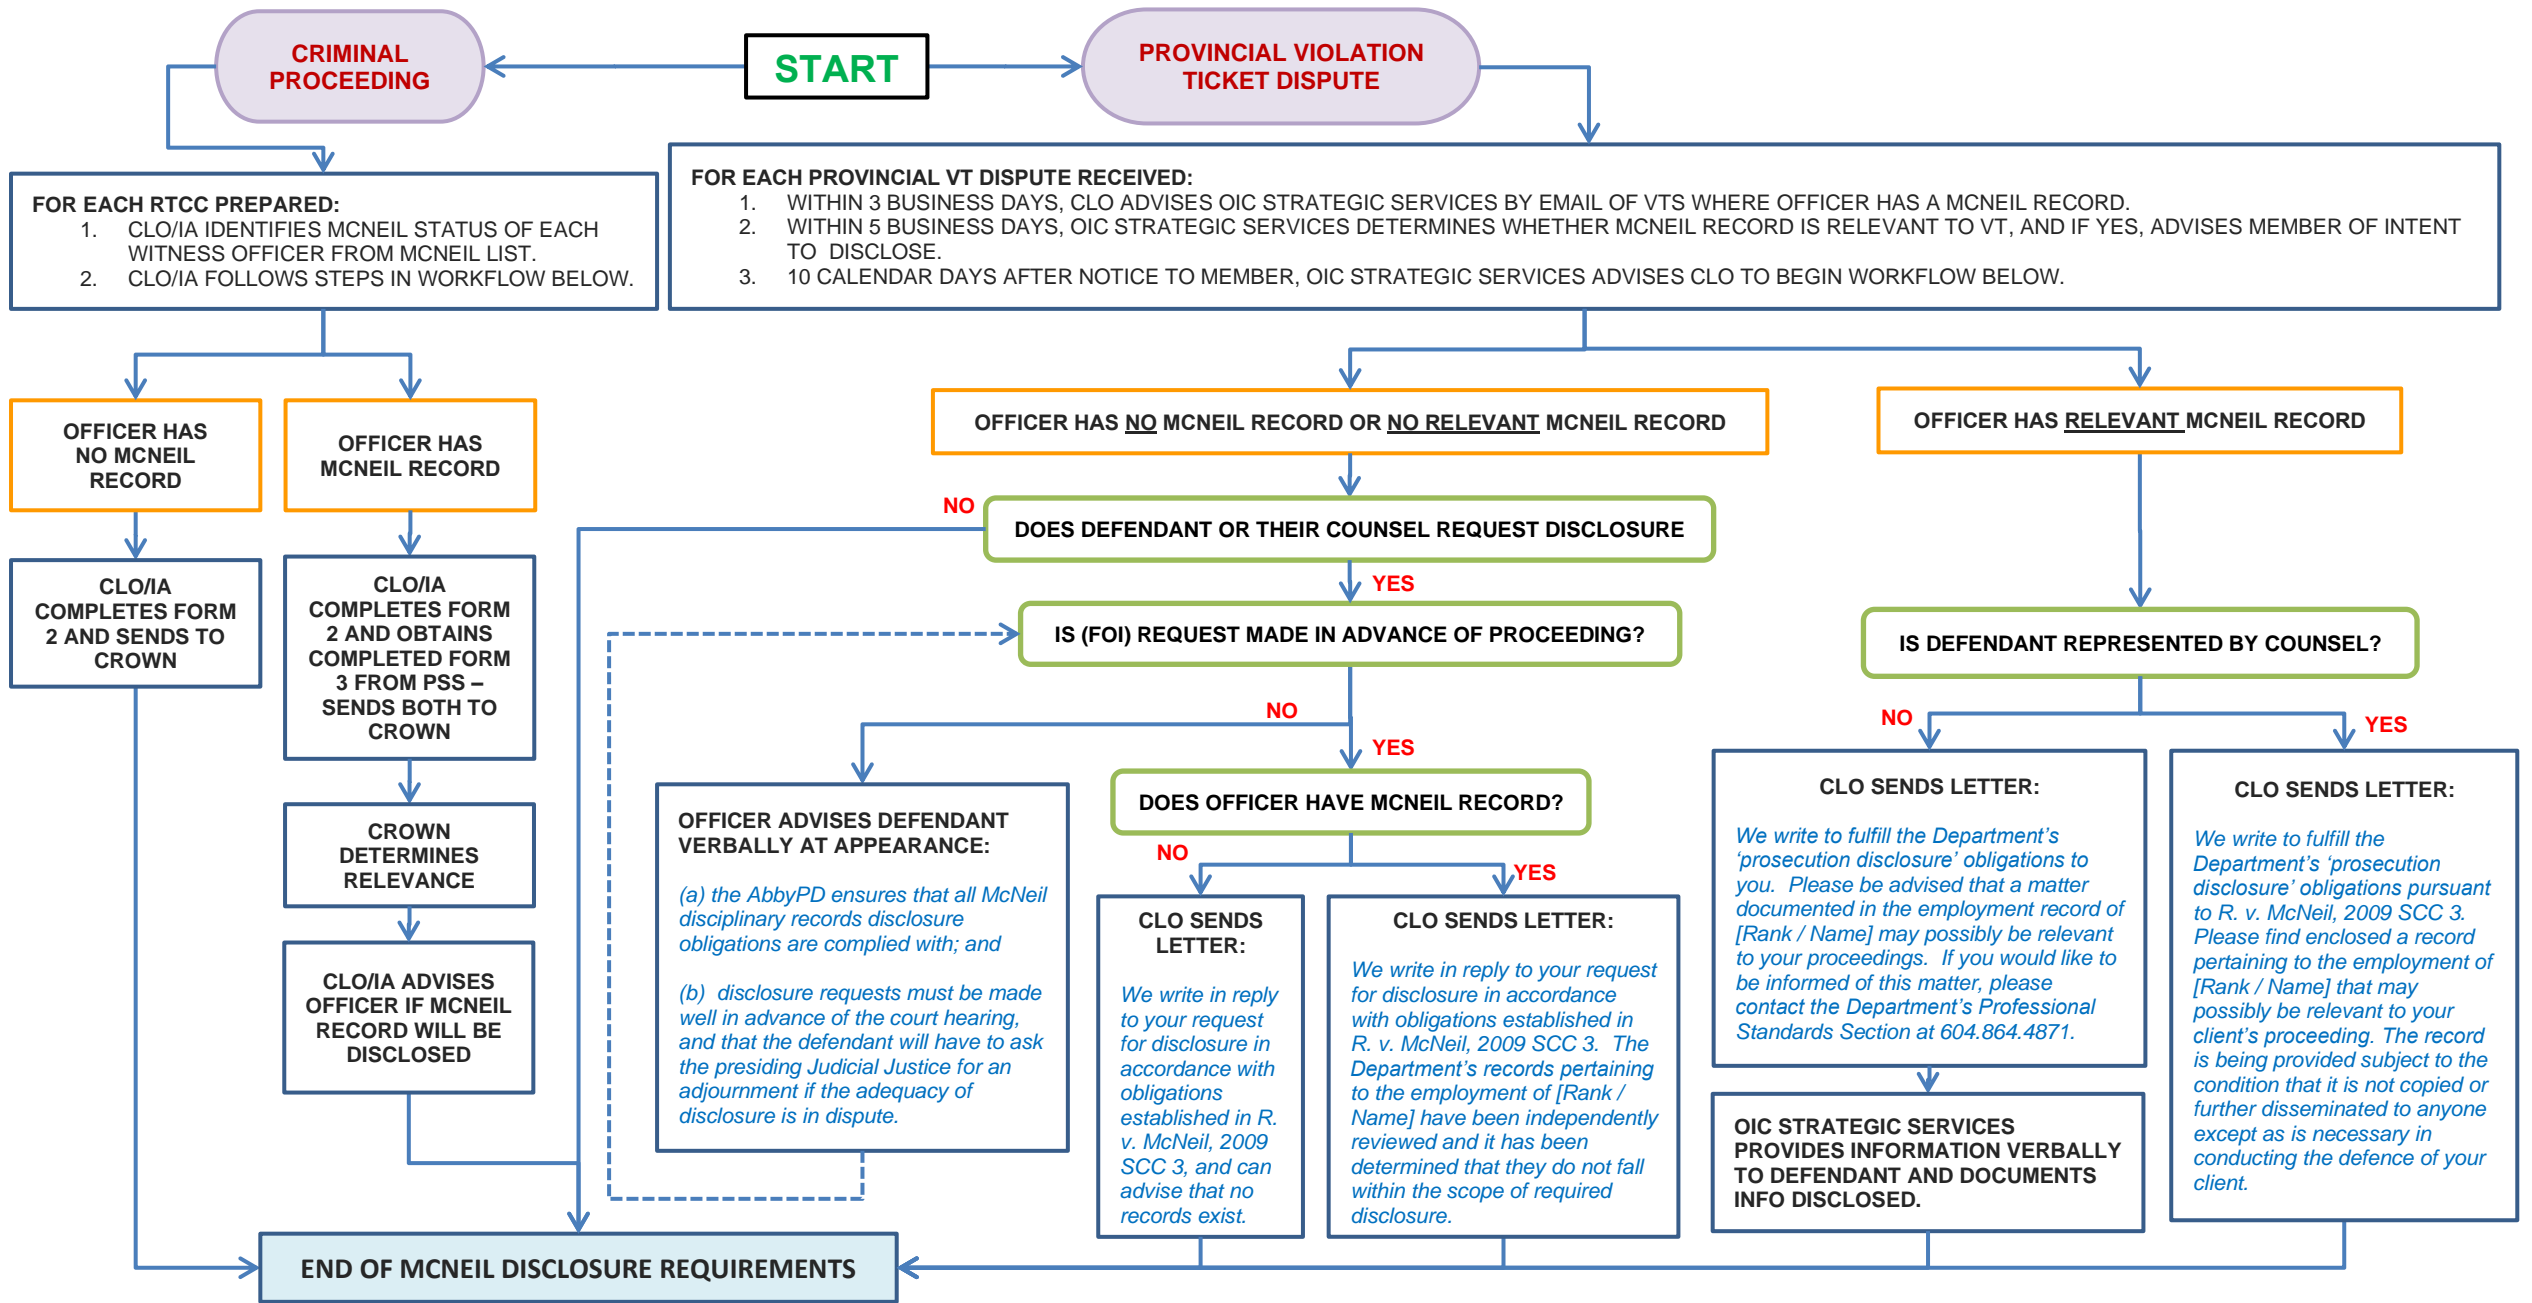 CRIMINAL
PROCEEDING
START
PROVINCIAL VIOLATION
TICKET DISPUTE
FOR EACH RTCC PREPARED:
1. CLO/IA IDENTIFIES MCNEIL STATUS OF EACH
WITNESS OFFICER FROM MCNEIL LIST.
2. CLO/IA FOLLOWS STEPS IN WORKFLOW BELOW.
FOR EACH PROVINCIAL VT DISPUTE RECEIVED:
1. WITHIN 3 BUSINESS DAYS, CLO ADVISES OIC STRATEGIC SERVICES BY EMAIL OF VTS WHERE OFFICER HAS A MCNEIL RECORD.
2. WITHIN 5 BUSINESS DAYS, OIC STRATEGIC SERVICES DETERMINES WHETHER MCNEIL RECORD IS RELEVANT TO VT, AND IF YES, ADVISES MEMBER OF INTENT
TO DISCLOSE.
3. 10 CALENDAR DAYS AFTER NOTICE TO MEMBER, OIC STRATEGIC SERVICES ADVISES CLO TO BEGIN WORKFLOW BELOW.
OFFICER HAS
NO MCNEIL
RECORD
OFFICER HAS
MCNEIL RECORD
OFFICER HAS NO MCNEIL RECORD OR NO RELEVANT MCNEIL RECORD
OFFICER HAS RELEVANT MCNEIL RECORD
CLO/IA
COMPLETES FORM
2 AND SENDS TO
CROWN
CLO/IA
COMPLETES FORM
2 AND OBTAINS
COMPLETED FORM
3 FROM PSS –
SENDS BOTH TO
CROWN
CROWN
DETERMINES
RELEVANCE
CLO/IA ADVISES
OFFICER IF MCNEIL
RECORD WILL BE
DISCLOSED
NO
DOES DEFENDANT OR THEIR COUNSEL REQUEST DISCLOSURE
YES
IS (FOI) REQUEST MADE IN ADVANCE OF PROCEEDING?
NO
YES
OFFICER ADVISES DEFENDANT
VERBALLY AT APPEARANCE:
(a) the AbbyPD ensures that all McNeil
disciplinary records disclosure
obligations are complied with; and
(b) disclosure requests must be made
well in advance of the court hearing,
and that the defendant will have to ask
the presiding Judicial Justice for an
adjournment if the adequacy of
disclosure is in dispute.
DOES OFFICER HAVE MCNEIL RECORD?
NO
YES
CLO SENDS
LETTER:
We write in reply
to your request
for disclosure in
accordance with
obligations
established in R.
v. McNeil, 2009
SCC 3, and can
advise that no
records exist.
CLO SENDS LETTER:
We write in reply to your request
for disclosure in accordance
with obligations established in
R. v. McNeil, 2009 SCC 3. The
Department's records pertaining
to the employment of [Rank /
Name] have been independently
reviewed and it has been
determined that they do not fall
within the scope of required
disclosure.
IS DEFENDANT REPRESENTED BY COUNSEL?
NO
YES
CLO SENDS LETTER:
We write to fulfill the Department's
'prosecution disclosure' obligations to
you. Please be advised that a matter
documented in the employment record of
[Rank / Name] may possibly be relevant
to your proceedings. If you would like to
be informed of this matter, please
contact the Department's Professional
Standards Section at 604.864.4871.
OIC STRATEGIC SERVICES
PROVIDES INFORMATION VERBALLY
TO DEFENDANT AND DOCUMENTS
INFO DISCLOSED.
CLO SENDS LETTER:
We write to fulfill the
Department's 'prosecution
disclosure' obligations pursuant
to R. v. McNeil, 2009 SCC 3.
Please find enclosed a record
pertaining to the employment of
[Rank / Name] that may
possibly be relevant to your
client's proceeding. The record
is being provided subject to the
condition that it is not copied or
further disseminated to anyone
except as is necessary in
conducting the defence of your
client.
END OF MCNEIL DISCLOSURE REQUIREMENTS